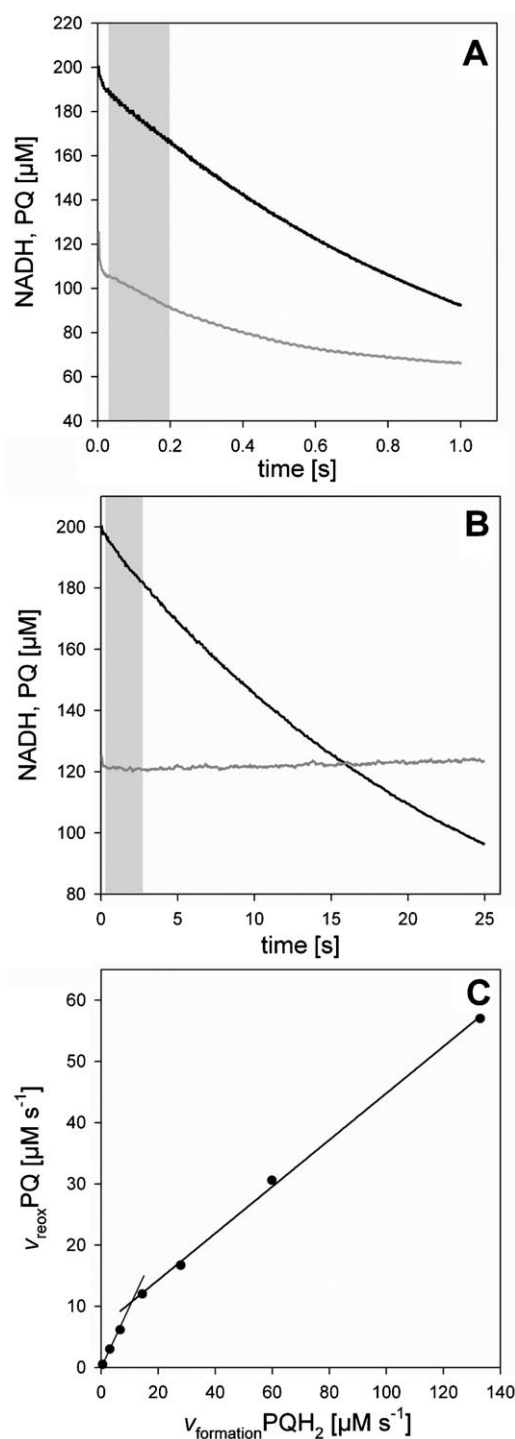 A
NADH, PQ [µM]
220
200
180
160
140
120
100
80
60
40
0.0 0.2 0.4 0.6 0.8 1.0
time [s]
B
NADH, PQ [µM]
200
180
160
140
120
100
80
0 5 10 15 20 25
time [s]
C
vreoxPQ [µM s-1]
60
50
40
30
20
10
0
0 20 40 60 80 100 120 140
vformationPQH2 [µM s-1]